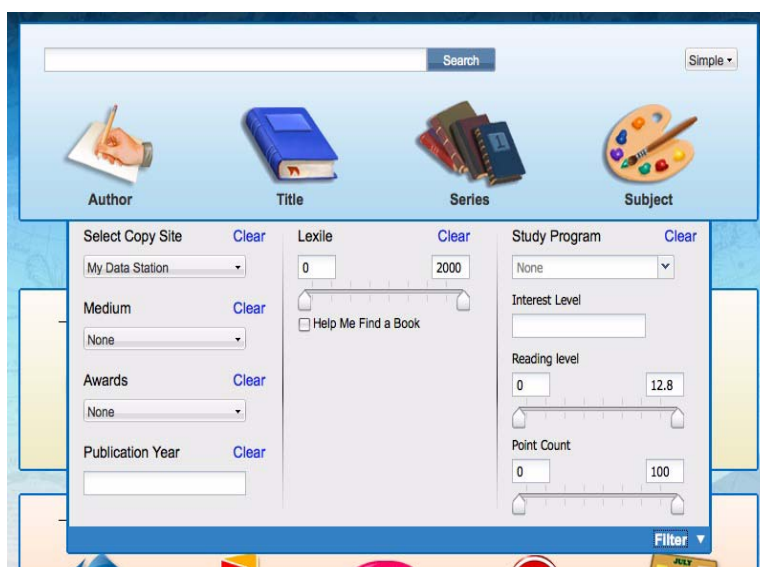 Search
Simple
Author
Title
Series
1
Subject
Select Copy Site Clear
My Data Station
Medium Clear
None
Awards Clear
None
Publication Year Clear
Lexile Clear
0 2000
Help Me Find a Book
Study Program Clear
None
Interest Level
Reading level
0 12.8
Point Count
0 100
Filter
JULY